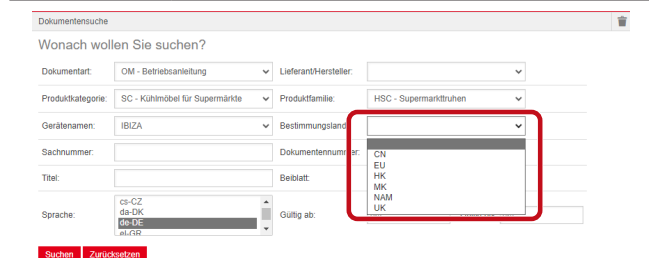 Dokumentensuche
Wonach wollen Sie suchen?
Dokumentart: OM - Betriebsanleitung Lieferant/Hersteller:
Produktkategorie: SC - Kühlmöbel für Supermärkte Produktfamilie: HSC - Supermarkttruhen
Gerätenamen: IBIZA Bestimmungsland:
Sachnummer: Dokumentennummer:
CN
EU
HK
MK
NAM
UK
Titel: Beiblatt:
Sprache:
cs-CZ
da-DK
de-DE
el-GR
Gültig ab:
Suchen Zurücksetzen